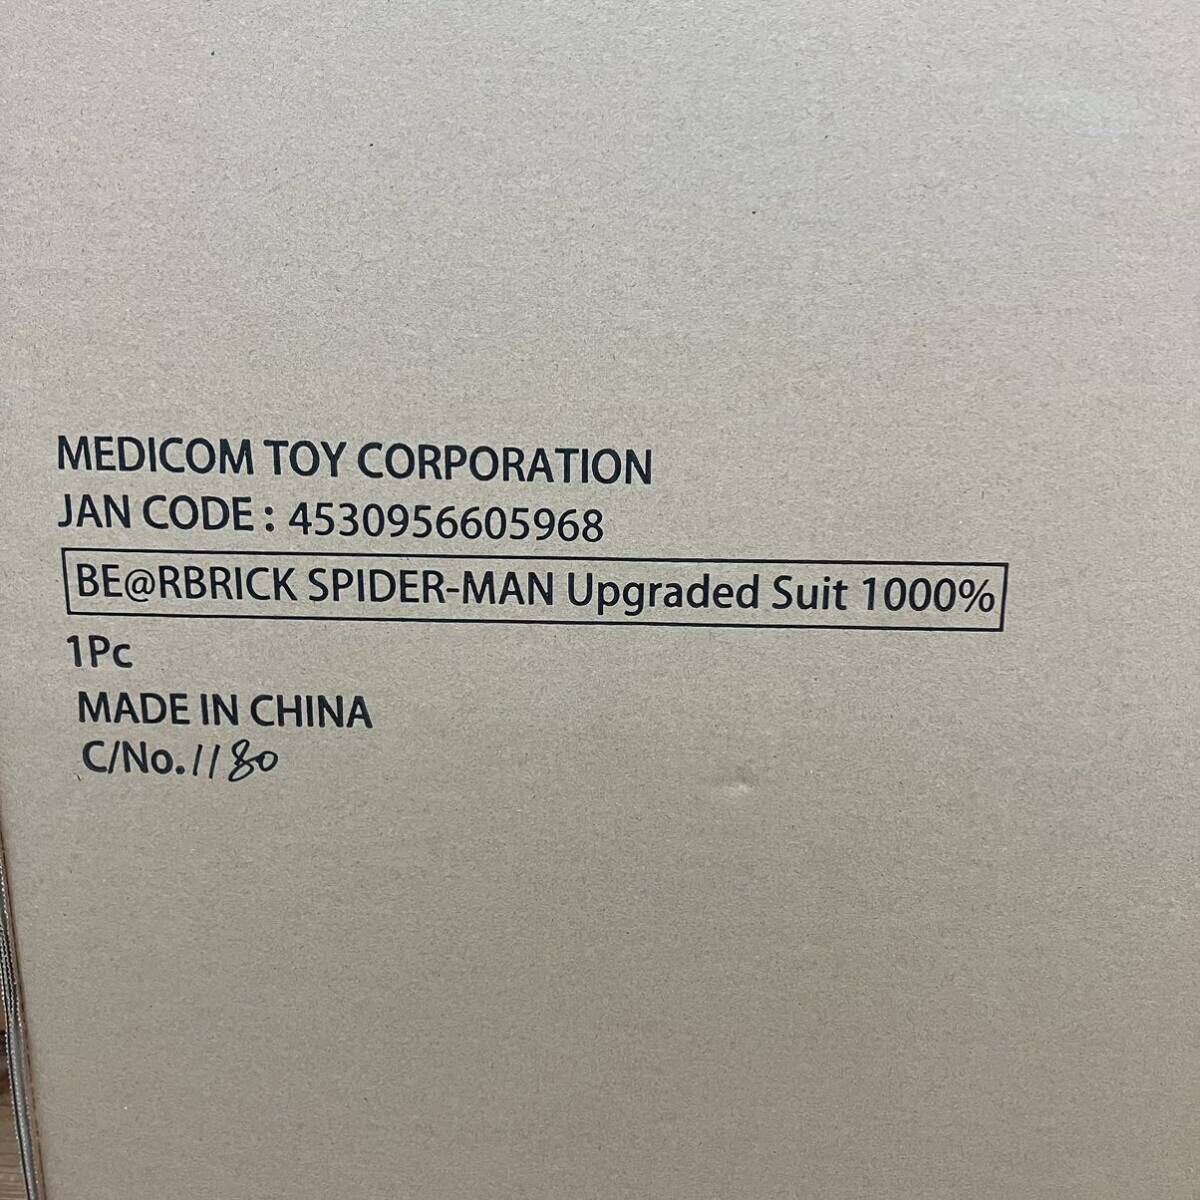 MEDICOM TOY CORPORATION
JAN CODE : 4530956605968
BE@RBRICK SPIDER-MAN Upgraded Suit 1000%
1Pc
MADE IN CHINA
C/No.1180